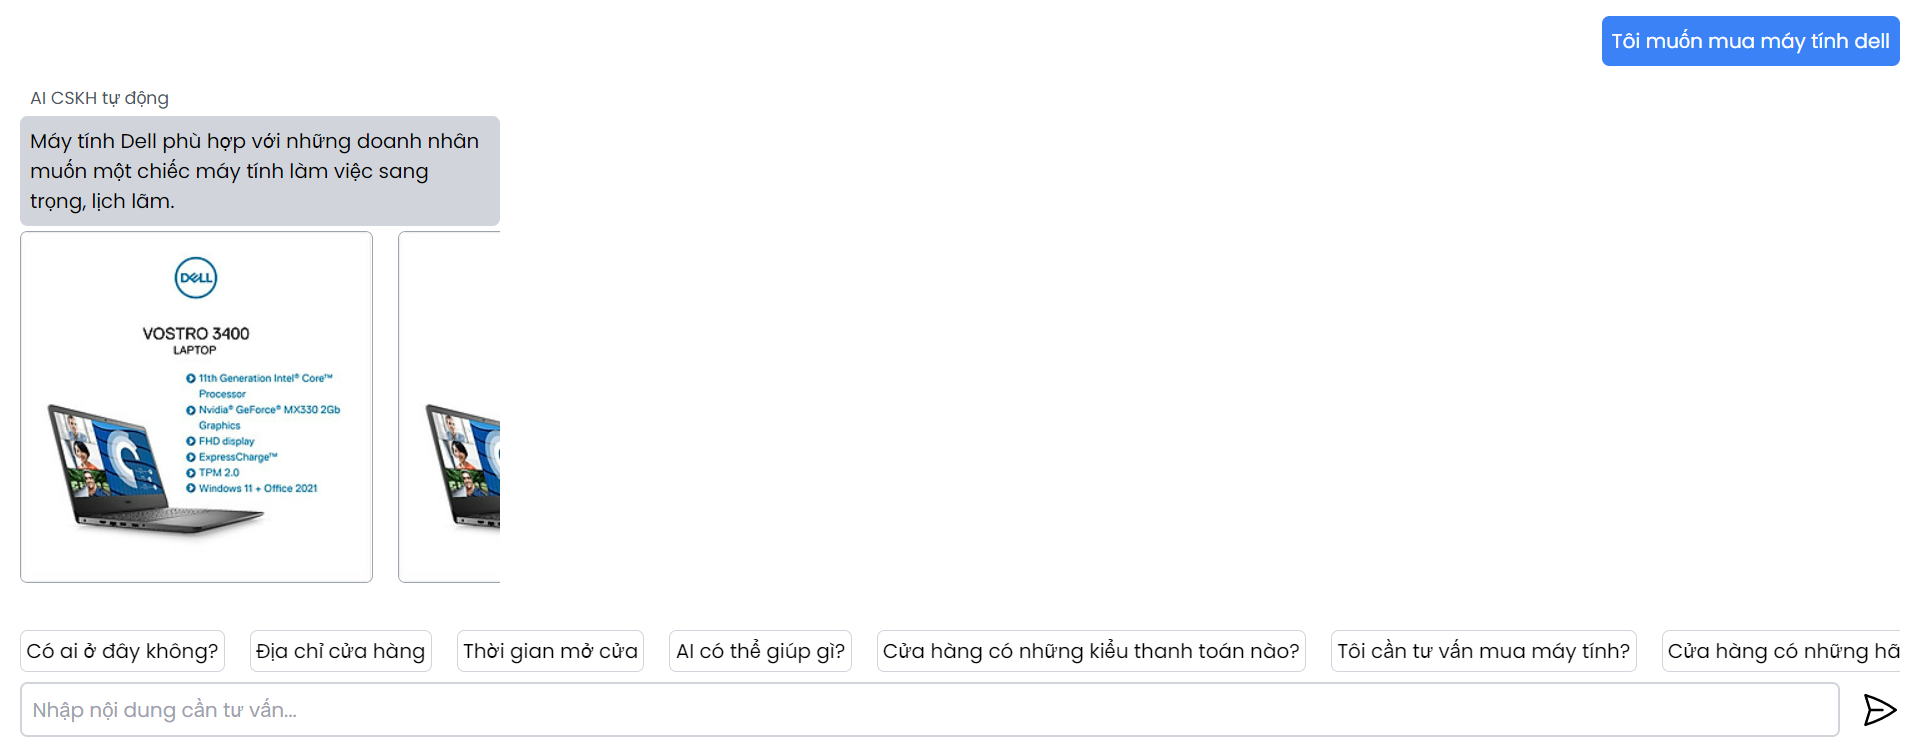 Tôi muốn mua máy tính dell
AI CSKH tự động
Máy tính Dell phù hợp với những doanh nhân
muốn một chiếc máy tính làm việc sang
trọng, lịch lãm.
DELL
VOSTRO 3400
LAPTOP
11th Generation Intel® Core™
Processor
Nvidia® GeForce® MX330 2Gb
Graphics
FHD display
ExpressCharge™
TPM 2.0
Windows 11 + Office 2021
Có ai ở đây không?
Địa chỉ cửa hàng
Thời gian mở cửa
AI có thể giúp gì?
Cửa hàng có những kiểu thanh toán nào?
Tôi cần tư vấn mua máy tính?
Cửa hàng có những hã
Nhập nội dung cần tư vấn...